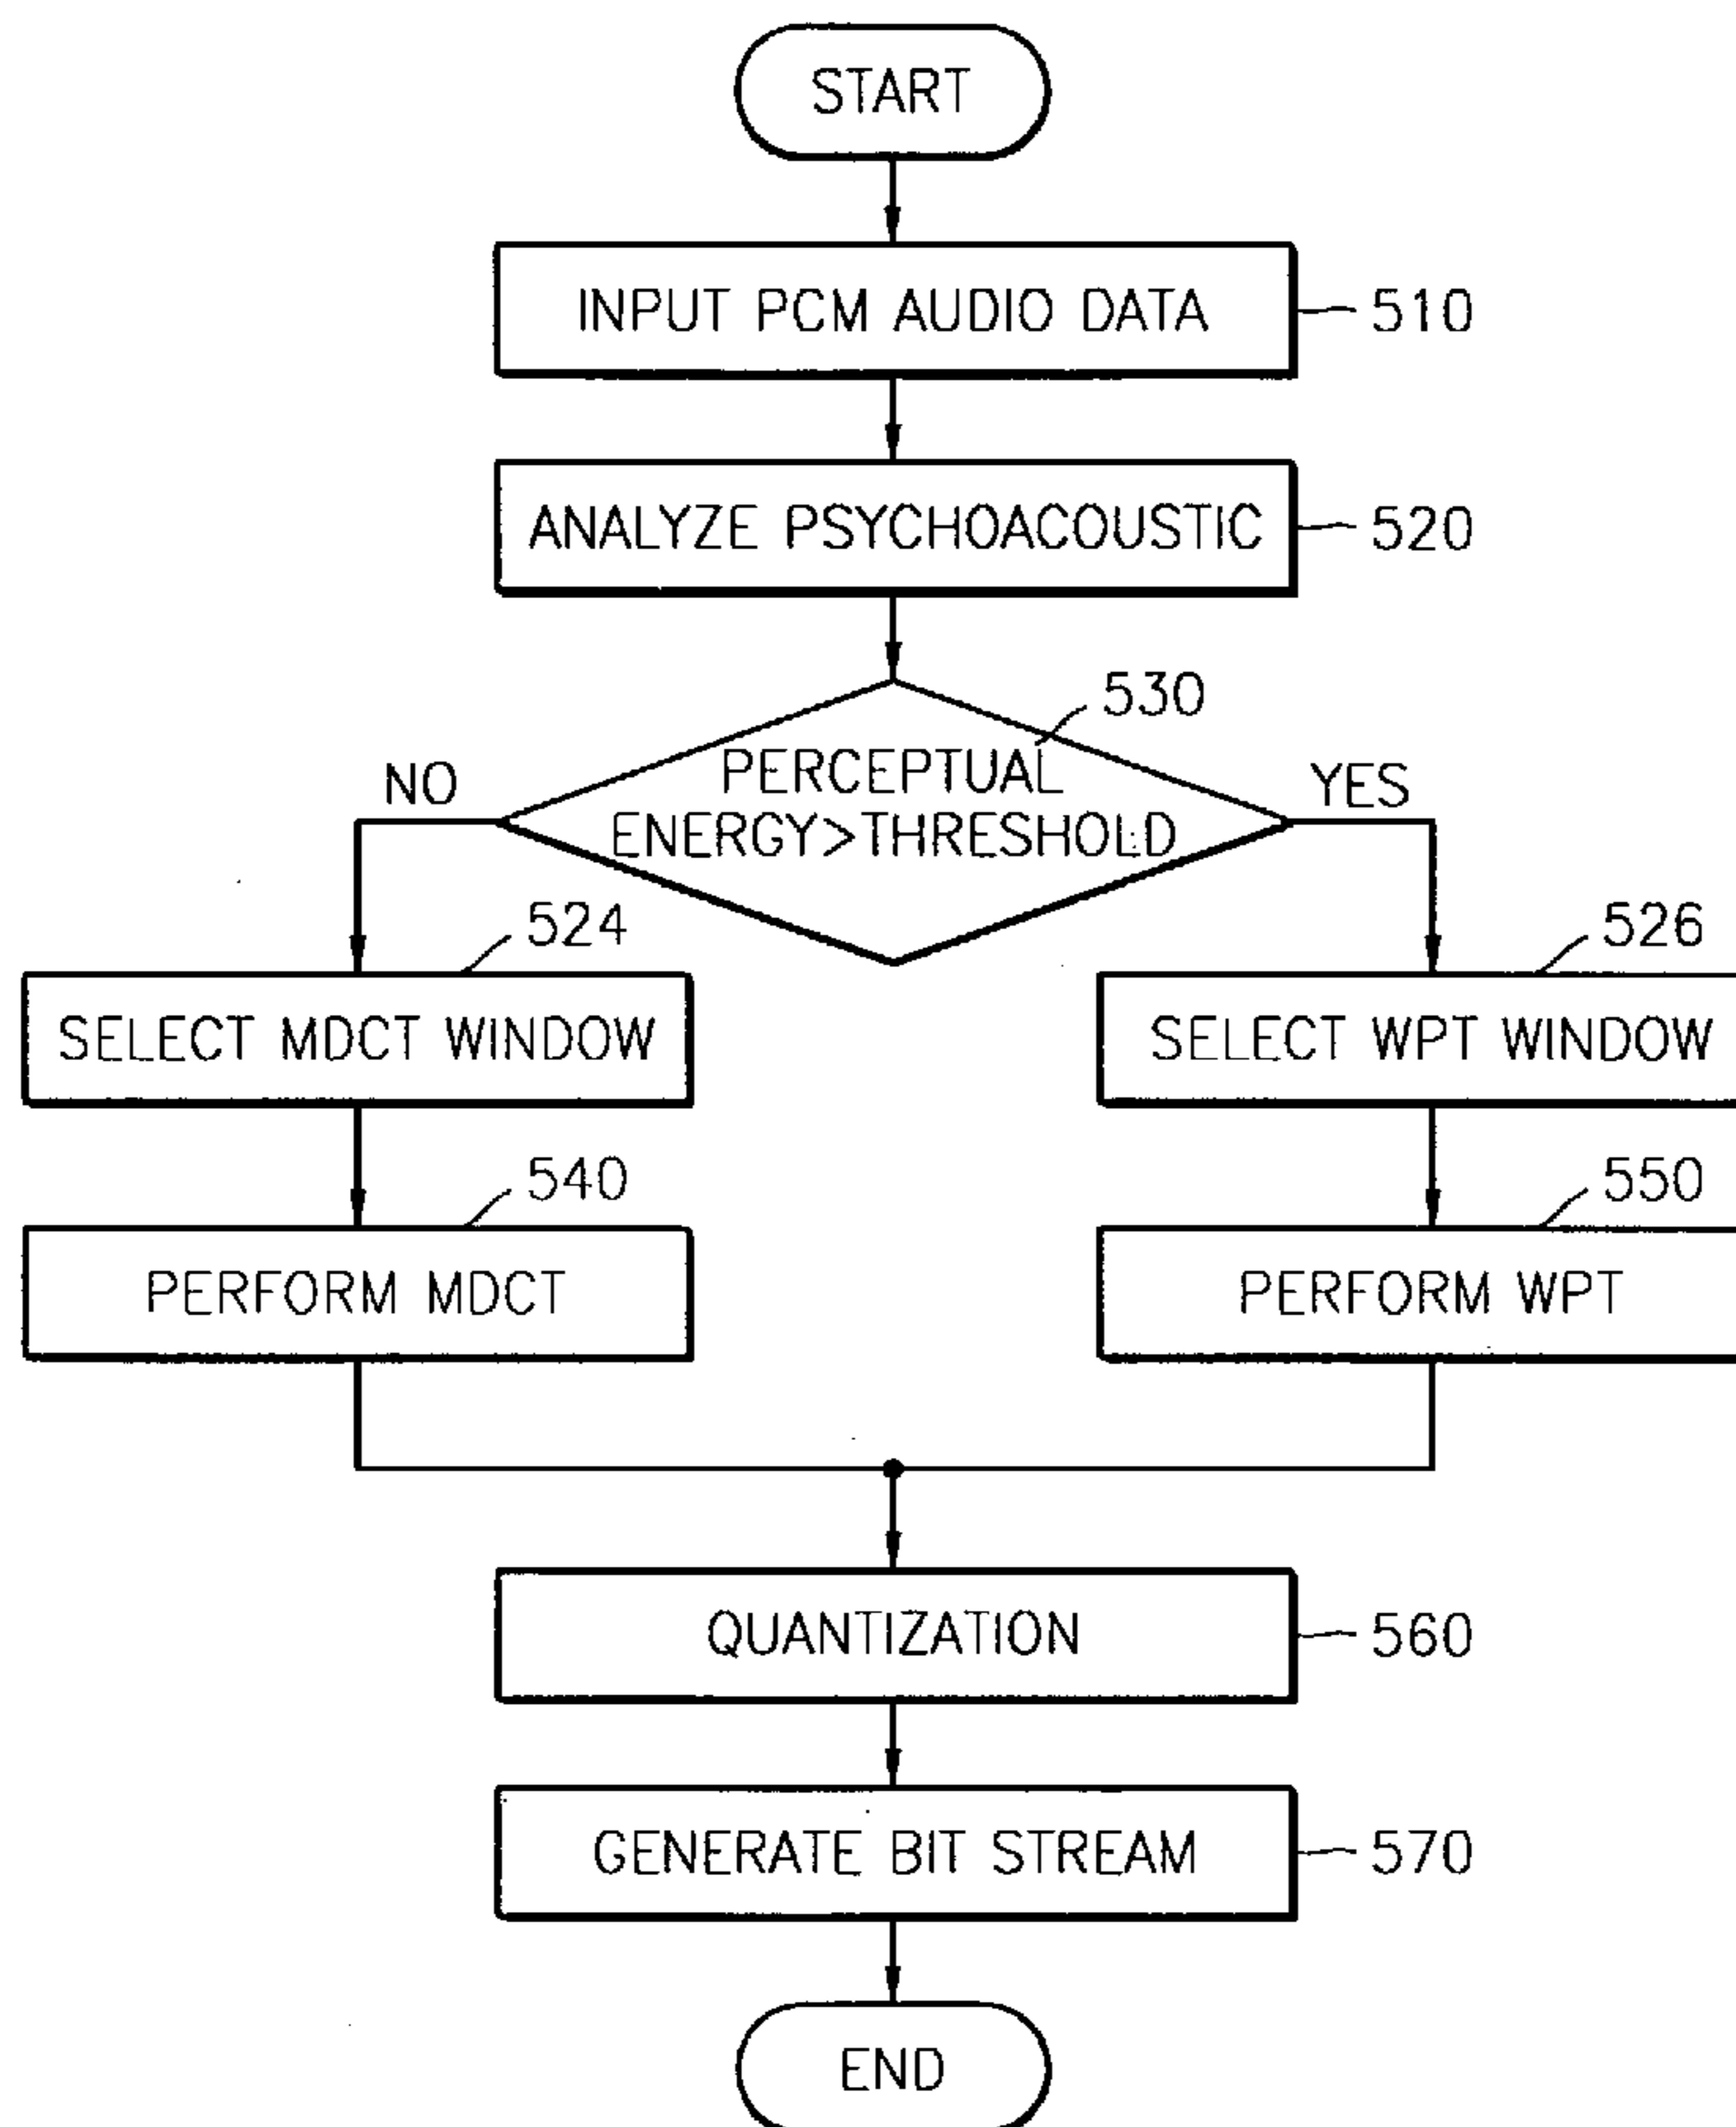 START
INPUT PCM AUDIO DATA
510
ANALYZE PSYCHOACOUSTIC
520
530
PERCEPTUAL
ENERGY>THRESHOLD
NO
YES
524
526
SELECT MDCT WINDOW
SELECT WPT WINDOW
540
550
PERFORM MDCT
PERFORM WPT
QUANTIZATION
560
GENERATE BIT STREAM
570
END